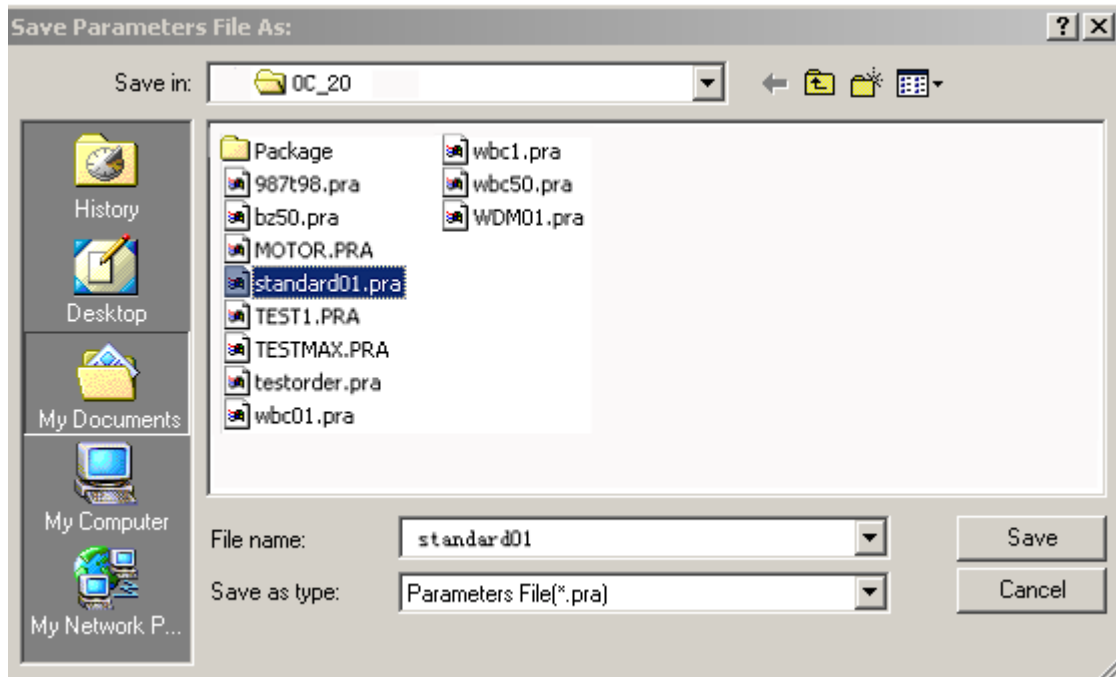 Save Parameters File As:
Save in:
0C_20
History
Desktop
My Documents
My Computer
My Network P...
Package
987t98.pra
bz50.pra
MOTOR.PRA
standard01.pra
TEST1.PRA
TESTMAX.PRA
testorder.pra
wbc01.pra
wbc1.pra
wbc50.pra
WDM01.pra
File name:
standard01
Save
Save as type:
Parameters File(*.pra)
Cancel